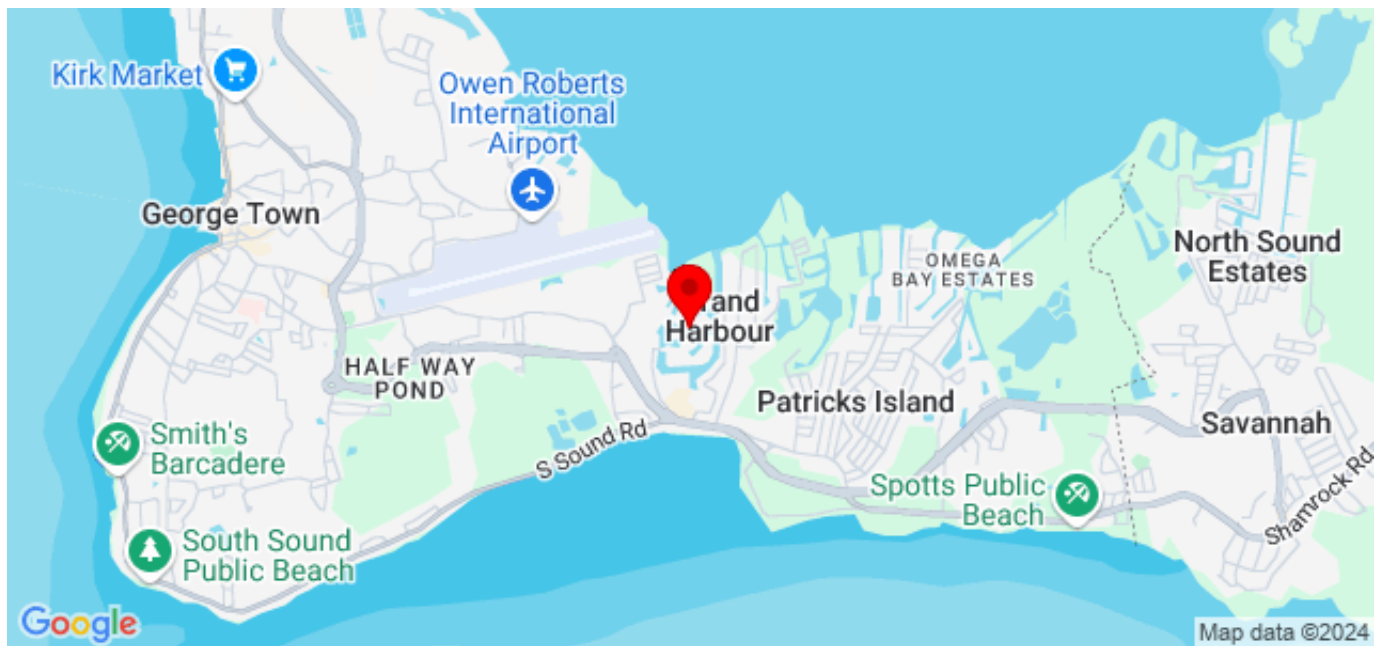 Kirk Market
Owen Roberts
International
Airport
George Town
North Sound
Estates
OMEGA
BAY ESTATES
rand
Harbour
HALF WAY
POND
Patricks Island
Savannah
Smith's
Barcadere
S Sound Rd
Spotts Public
Beach
Shamrock Rd
South Sound
Public Beach
Google
Map data ©2024